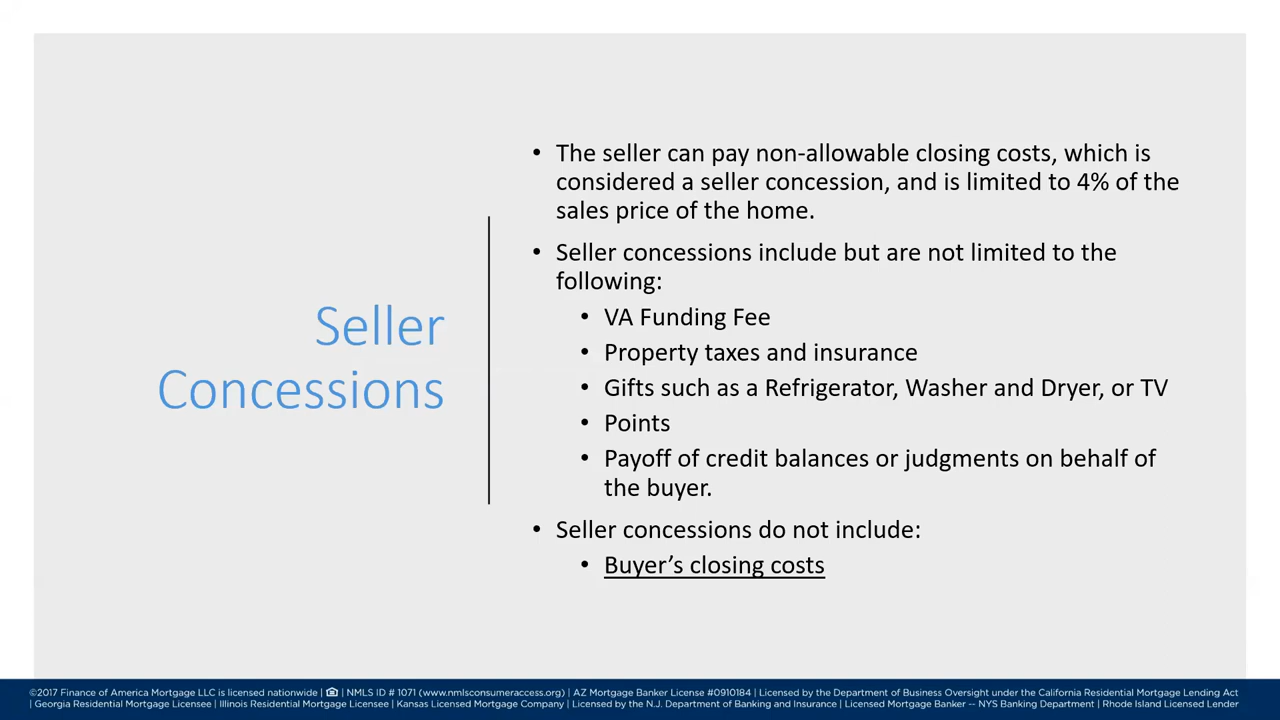 Seller
Concessions
• The seller can pay non-allowable closing costs, which is
considered a seller concession, and is limited to 4% of the
sales price of the home.
• Seller concessions include but are not limited to the
following:
• VA Funding Fee
• Property taxes and insurance
• Gifts such as a Refrigerator, Washer and Dryer, or TV
• Points
• Payoff of credit balances or judgments on behalf of
the buyer.
• Seller concessions do not include:
• Buyer’s closing costs
©2017 Finance of America Mortgage LLC is licensed nationwide | | NMLS ID # 1071 (www.nmlsconsumeraccess.org) | AZ Mortgage Banker License #0910184 | Licensed by the Department of Business Oversight under the California Residential Mortgage Lending Act
| Georgia Residential Mortgage Licensee | Illinois Residential Mortgage Licensee | Kansas Licensed Mortgage Company | Licensed by the N.J. Department of Banking and Insurance | Licensed Mortgage Banker -- NYS Banking Department | Rhode Island Licensed Lender